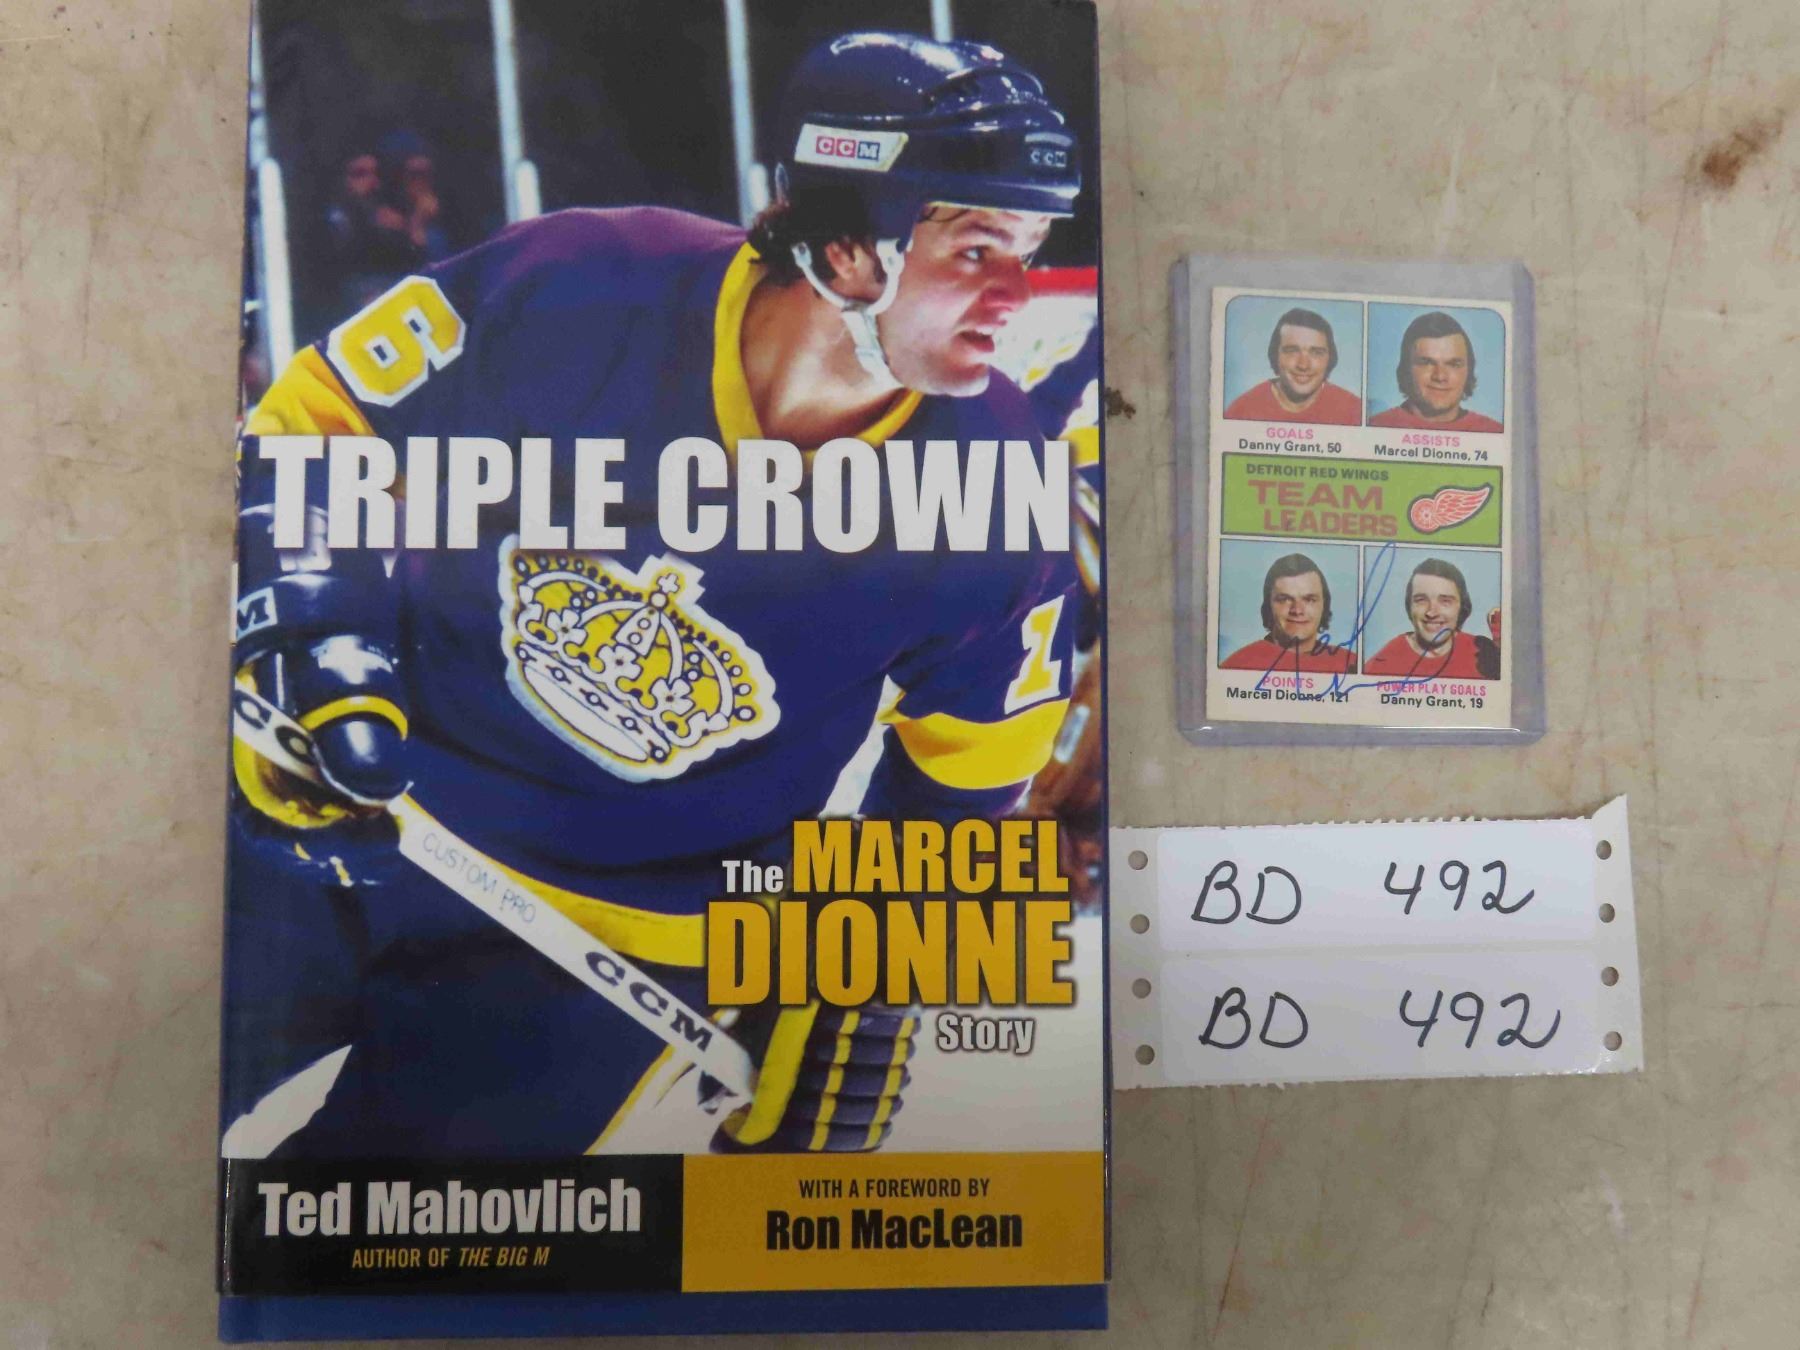 CCM
CCM
6
TRIPLE CROWN
M
1
CC
CUSTOM PRO
CCM
The MARCEL
DIONNE
Story
Ted Mahovlich
AUTHOR OF THE BIG M
WITH A FOREWORD BY
Ron MacLean
GOALS
Danny Grant, 50
ASSISTS
Marcel Dionne, 74
DETROIT RED WINGS
TEAM
LEADERS
POINTS
Marcel Dionne, 121
POWER PLAY GOALS
Danny Grant, 19
BD 492
BD 492